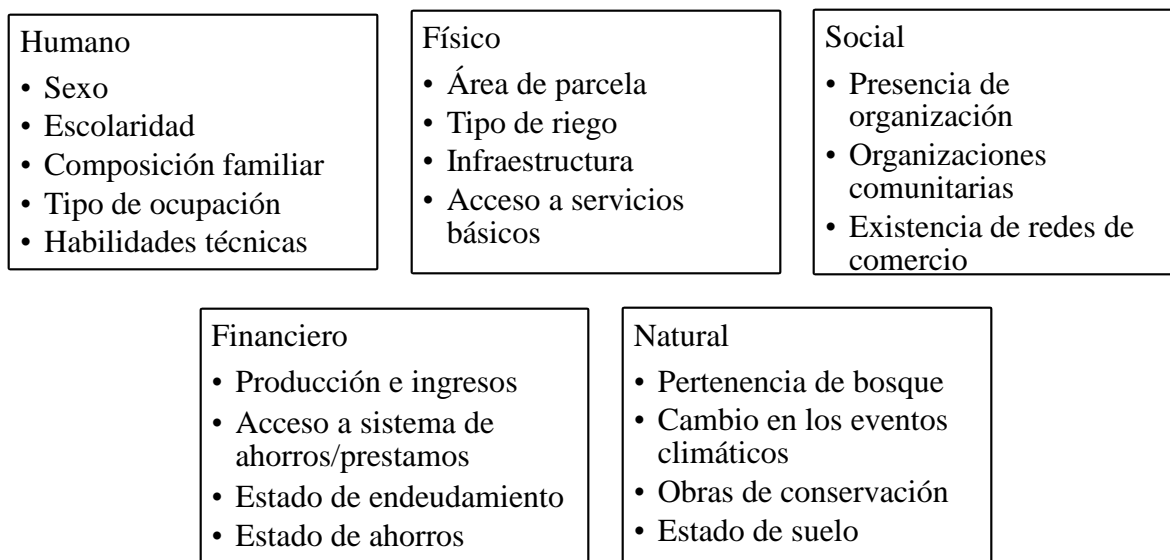 Humano
• Sexo
• Escolaridad
• Composición familiar
• Tipo de ocupación
• Habilidades técnicas
Físico
• Área de parcela
• Tipo de riego
• Infraestructura
• Acceso a servicios
básicos
Social
• Presencia de
organización
• Organizaciones
comunitarias
• Existencia de redes de
comercio
Financiero
• Producción e ingresos
• Acceso a sistema de
ahorros/prestamos
• Estado de endeudamiento
• Estado de ahorros
Natural
• Pertenencia de bosque
• Cambio en los eventos
climáticos
• Obras de conservación
• Estado de suelo